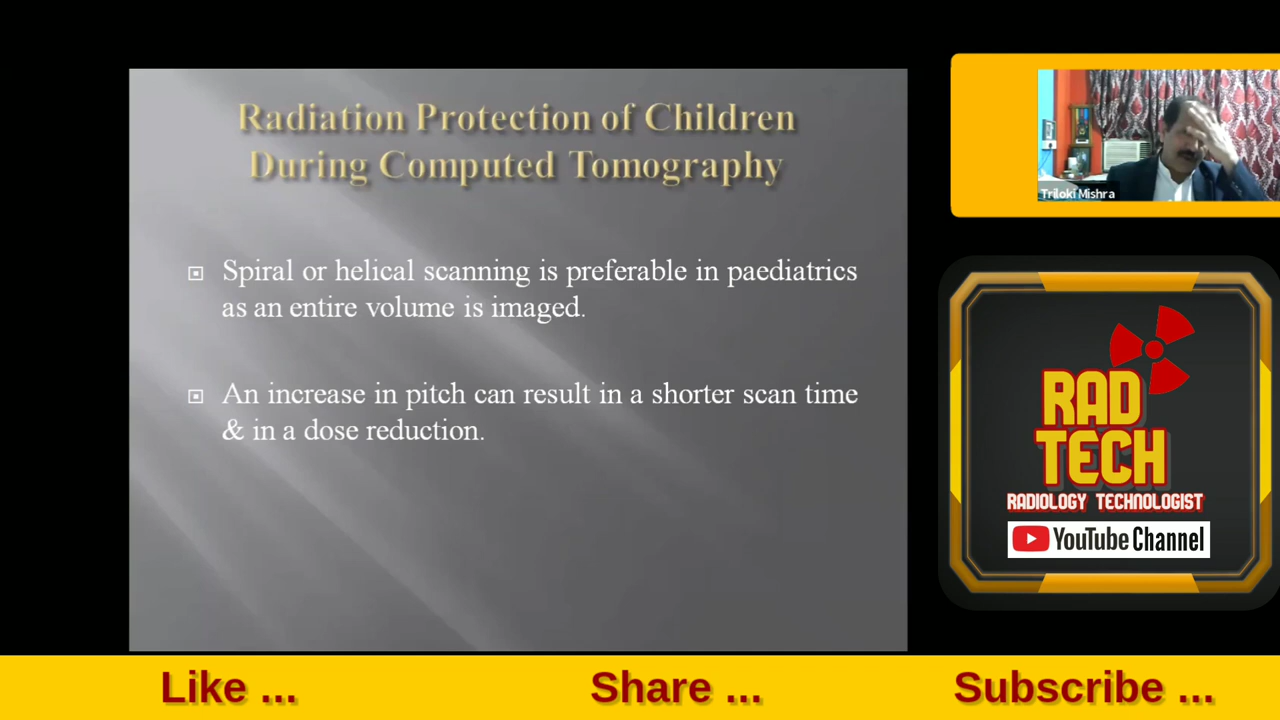 Radiation Protection of Children
During Computed Tomography
Spiral or helical scanning is preferable in paediatrics
as an entire volume is imaged.
An increase in pitch can result in a shorter scan time
& in a dose reduction.
Triloki Mishra
RAD
TECH
RADIOLOGY TECHNOLOGIST
YouTube Channel
Like ...
Share ...
Subscribe ...